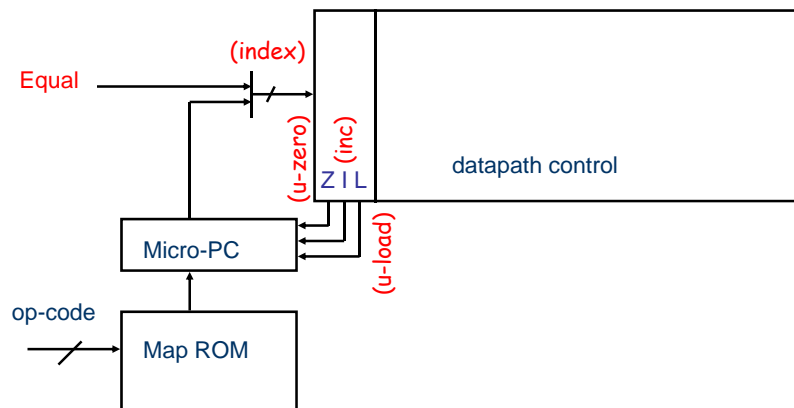 (index)
Equal
(u-zero)
(inc)
Z I L
datapath control
Micro-PC
(u-load)
op-code
Map ROM